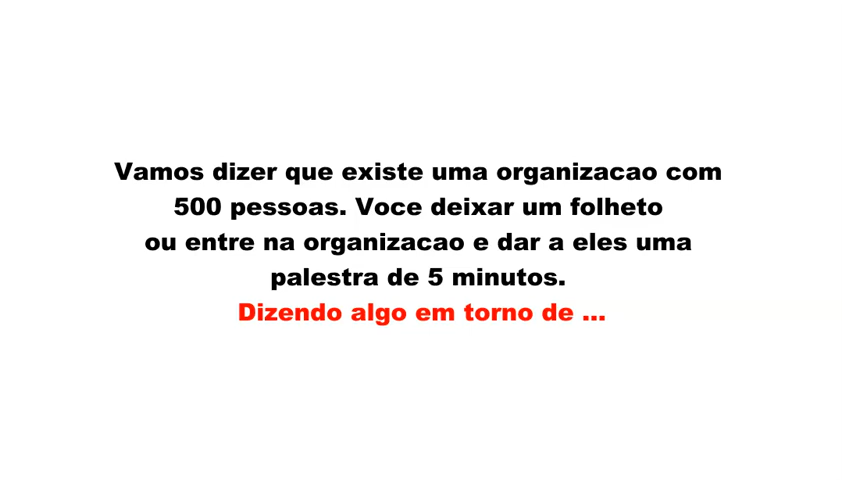 Vamos dizer que existe uma organizacao com
500 pessoas. Voce deixar um folheto
ou entre na organizacao e dar a eles uma
palestra de 5 minutos.
Dizendo algo em torno de ...